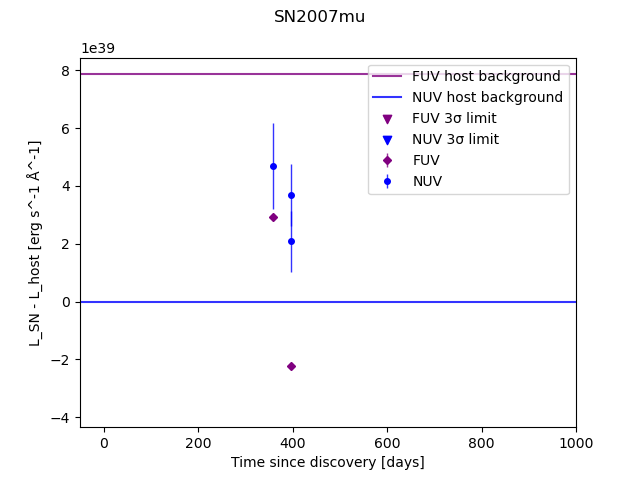 SN2007mu
1e39
L_SN - L_host [erg s^-1 Å^-1]
8
6
4
2
0
−2
−4
FUV host background
NUV host background
FUV 3σ limit
NUV 3σ limit
FUV
NUV
0 200 400 600 800 1000
Time since discovery [days]